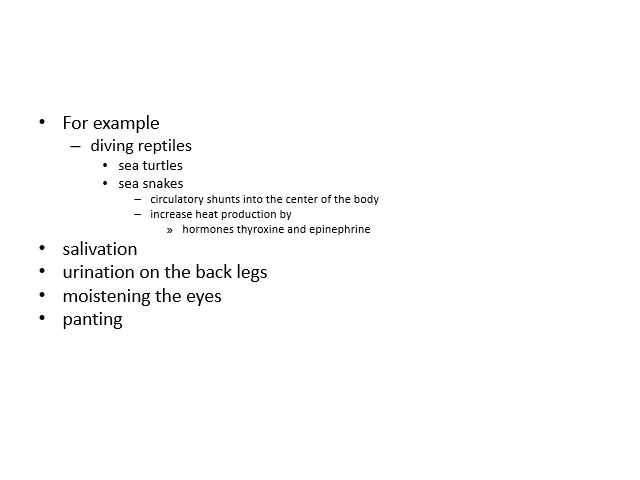 • For example
– diving reptiles
• sea turtles
• sea snakes
– circulatory shunts into the center of the body
– increase heat production by
» hormones thyroxine and epinephrine
• salivation
• urination on the back legs
• moistening the eyes
• panting